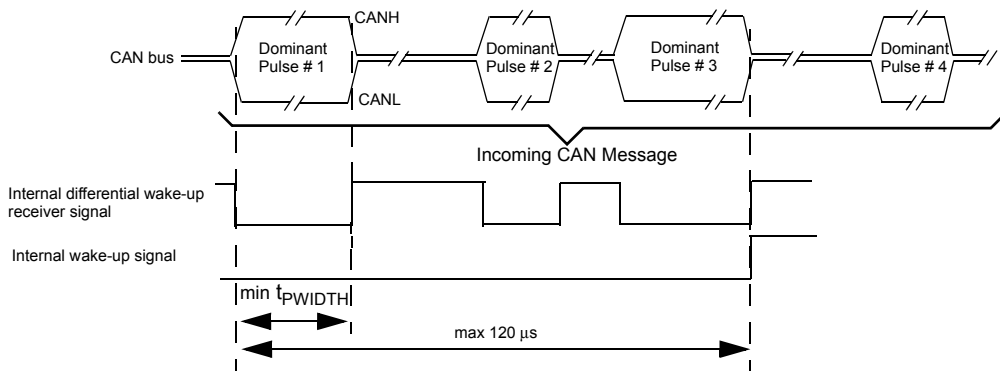 CANH
CAN bus
Dominant
Pulse # 1
Dominant
Pulse # 2
Dominant
Pulse # 3
Dominant
Pulse # 4
CANL
Incoming CAN Message
Internal differential wake-up
receiver signal
Internal wake-up signal
min tPWIDTH
max 120 μs